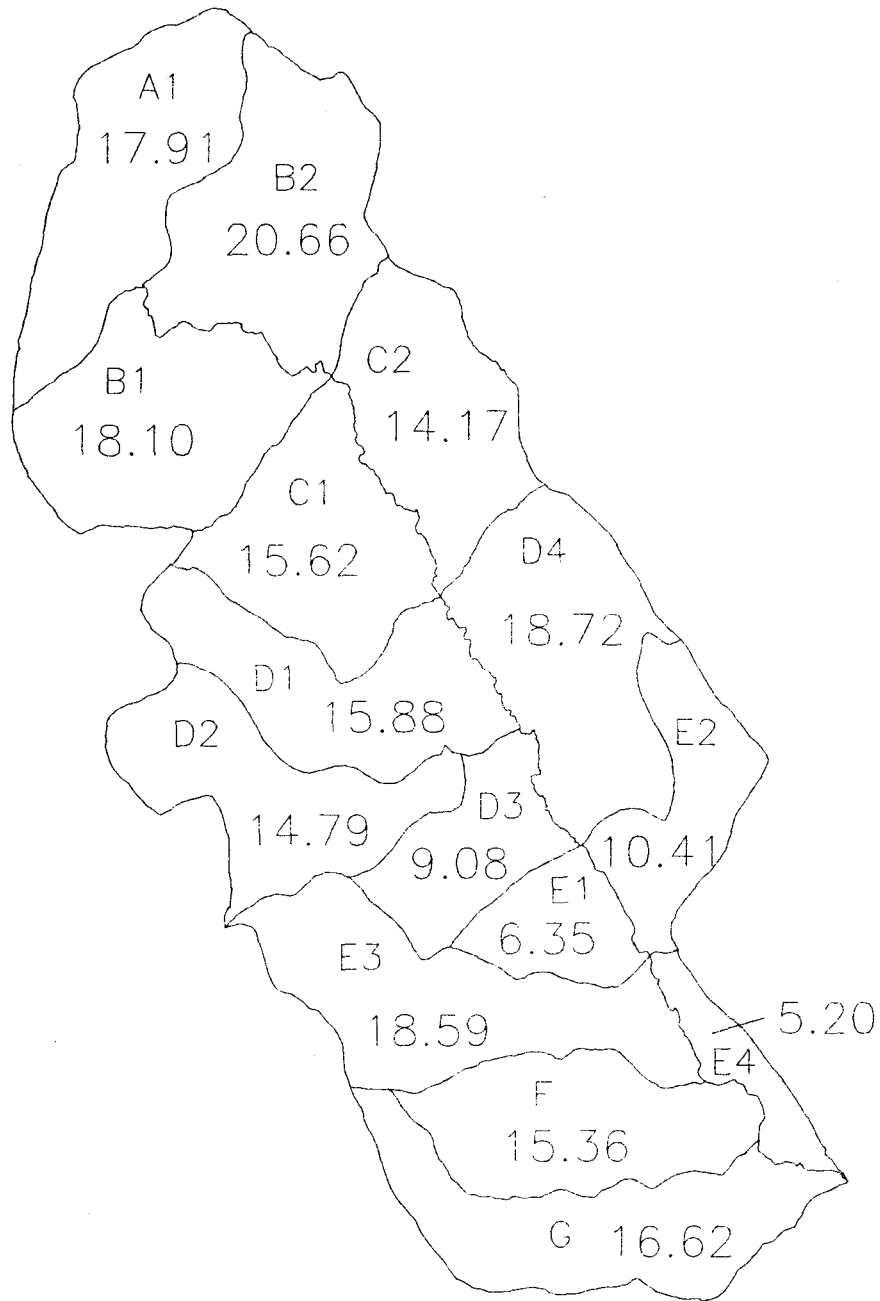 A1
17.91
B2
20.66
B1
18.10
C2
14.17
C1
15.62
D4
18.72
D1
15.88
D2
14.79
E2
10.41
D3
9.08
E1
6.35
E3
18.59
5.20
E4
F
15.36
G
16.62